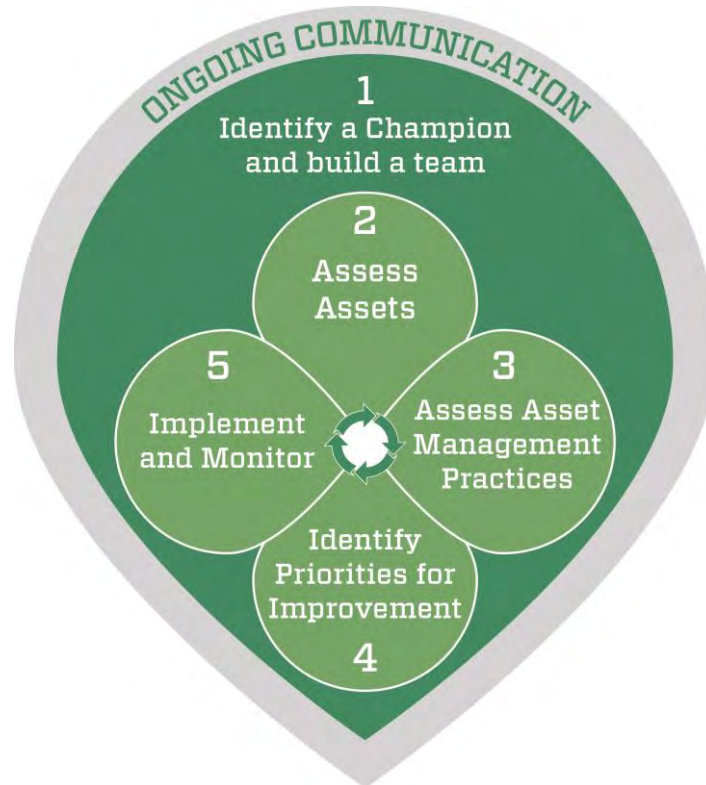 ONGOING COMMUNICATION
1
Identify a Champion
and build a team
2
Assess
Assets
3
Assess Asset
Management
Practices
Identify
Priorities for
Improvement
4
5
Implement
and Monitor